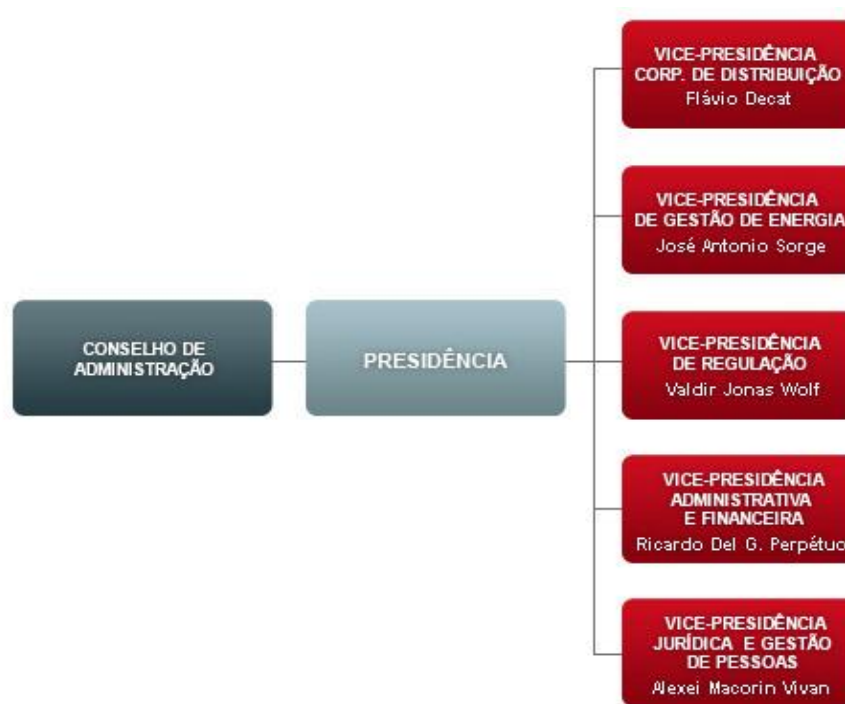 VICE-PRESIDÊNCIA
CORP. DE DISTRIBUIÇÃO
Flávio Decat
VICE-PRESIDÊNCIA
DE GESTÃO DE ENERGIA
José Antonio Sorge
CONSELHO DE
ADMINISTRAÇÃO
PRESIDÊNCIA
VICE-PRESIDÊNCIA
DE REGULAÇÃO
Valdir Jonas Wolf
VICE-PRESIDÊNCIA
ADMINISTRATIVA
E FINANCEIRA
Ricardo Del G. Perpétuo
VICE-PRESIDÊNCIA
JURÍDICA E GESTÃO
DE PESSOAS
Alexei Macorin Vivan